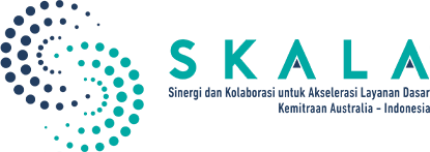 SKALA
Sinergi dan Kolaborasi untuk Akselerasi Layanan Dasar
Kemitraan Australia - Indonesia